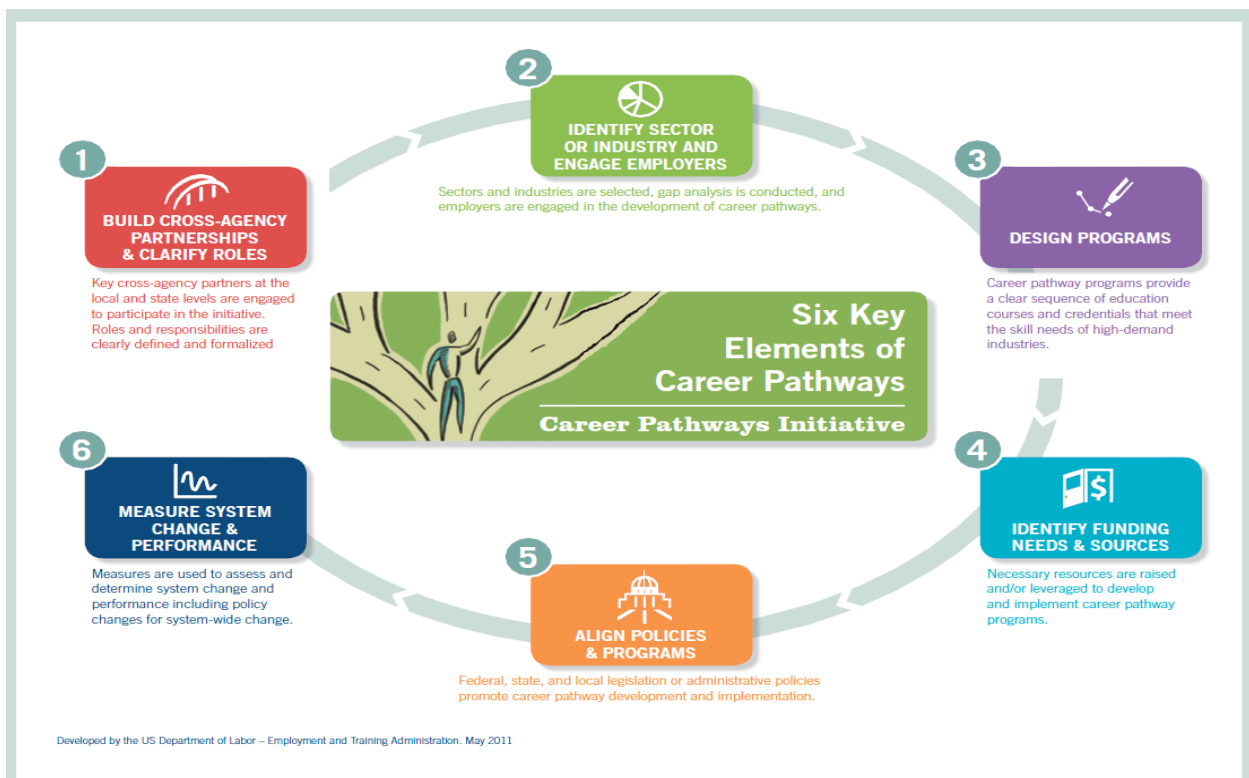 1
BUILD CROSS-AGENCY
PARTNERSHIPS
& CLARIFY ROLES
Key cross-agency partners at the
local and state levels are engaged
to participate in the initiative.
Roles and responsibilities are
clearly defined and formalized
2
IDENTIFY SECTOR
OR INDUSTRY AND
ENGAGE EMPLOYERS
Sectors and industries are selected, gap analysis is conducted, and
employers are engaged in the development of career pathways.
3
DESIGN PROGRAMS
Career pathway programs provide
a clear sequence of education
courses and credentials that meet
the skill needs of high-demand
industries.
Six Key
Elements of
Career Pathways
Career Pathways Initiative
4
$
IDENTIFY FUNDING
NEEDS & SOURCES
Necessary resources are raised
and/or leveraged to develop
and implement career pathway
programs.
5
ALIGN POLICIES
& PROGRAMS
Federal, state, and local legislation or administrative policies
promote career pathway development and implementation.
6
MEASURE SYSTEM
CHANGE &
PERFORMANCE
Measures are used to assess and
determine system change and
performance including policy
changes for system-wide change.
Developed by the US Department of Labor – Employment and Training Administration. May 2011